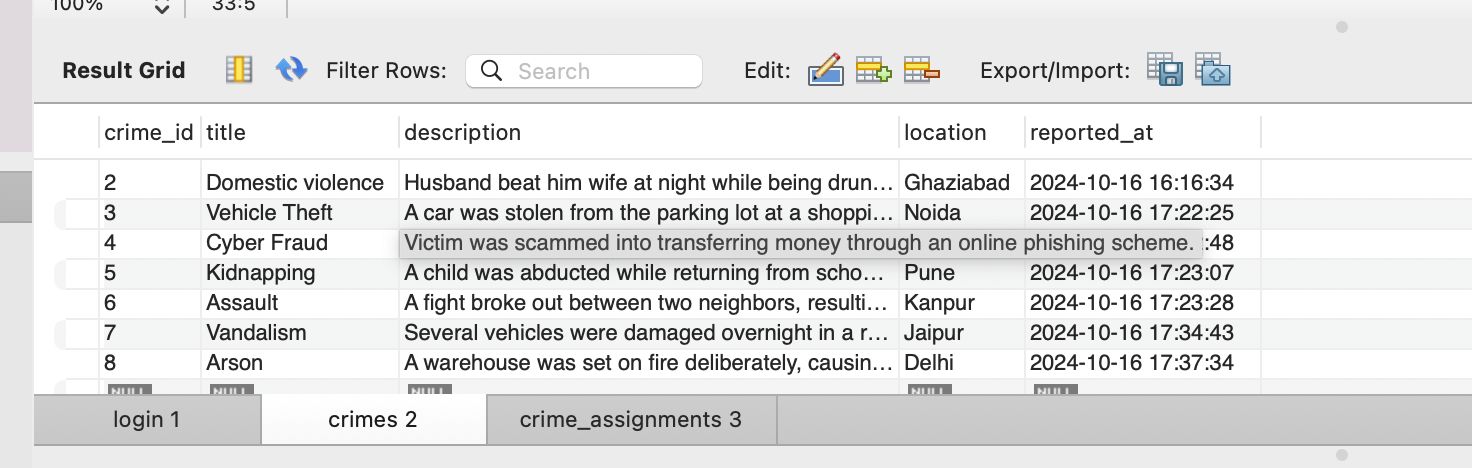 100% 33:5
Result Grid Filter Rows: Search Edit: Export/Import:
crime_id title description location reported_at
2 Domestic violence Husband beat him wife at night while being drun... Ghaziabad 2024-10-16 16:16:34
3 Vehicle Theft A car was stolen from the parking lot at a shoppi... Noida 2024-10-16 17:22:25
4 Cyber Fraud Victim was scammed into transferring money through an online phishing scheme. :48
5 Kidnapping A child was abducted while returning from scho... Pune 2024-10-16 17:23:07
6 Assault A fight broke out between two neighbors, resulti... Kanpur 2024-10-16 17:23:28
7 Vandalism Several vehicles were damaged overnight in a r... Jaipur 2024-10-16 17:34:43
8 Arson A warehouse was set on fire deliberately, causin... Delhi 2024-10-16 17:37:34
NULL NULL NULL NULL NULL
login 1 crimes 2 crime_assignments 3